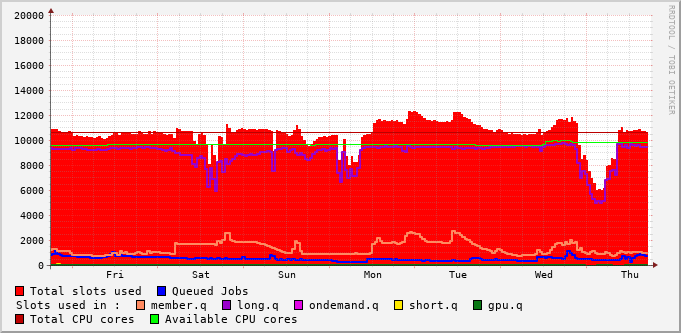 20000
18000
16000
14000
12000
10000
8000
6000
4000
2000
0
Fri Sat Sun Mon Tue Wed Thu
RRDTOOL / TOBI OETIKER
Total slots used Queued Jobs
Slots used in : member.q long.q ondemand.q short.q gpu.q
Total CPU cores Available CPU cores